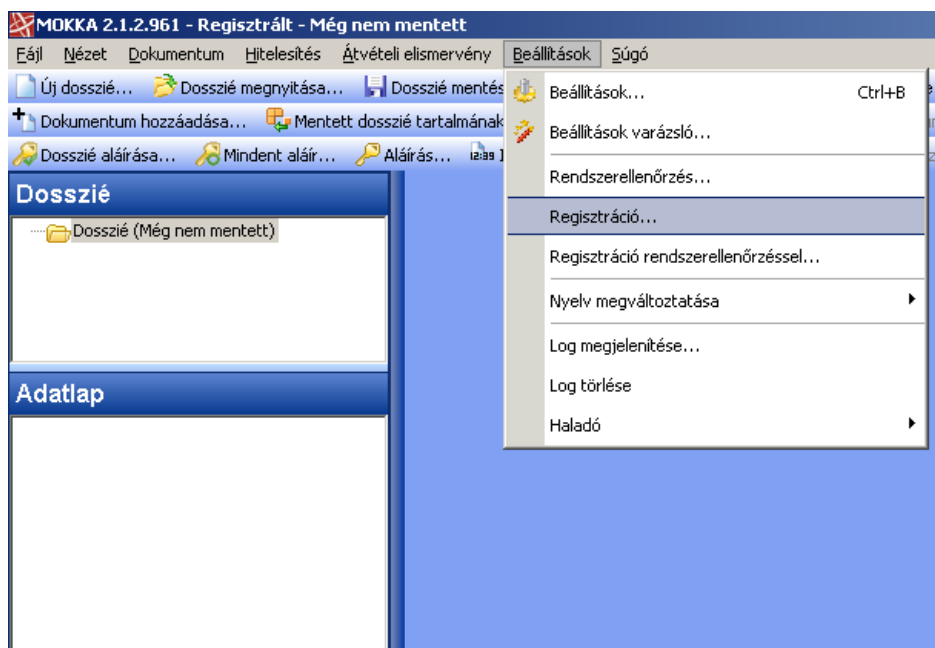 MOKKA 2.1.2.961 - Regisztrált - Még nem mentett
Fájl Nézet Dokumentum Hitelesítés Átvételi elismervény Beállítások Súgó
Új dosszié... Dosszié megnyitása... Dosszié mentés
Dokumentum hozzáadása... Mentett dosszié tartalmának
Dosszié aláírása... Mindent aláír... Aláírás...
Beállítások... Ctrl+B
Beállítások varázsló...
Rendszerellenőrzés...
Regisztráció...
Regisztráció rendszerellenőrzéssel...
Nyelv megváltoztatása
Log megjelenítése...
Log törlése
Haladó
Dosszié
Dosszié (Még nem mentett)
Adatlap